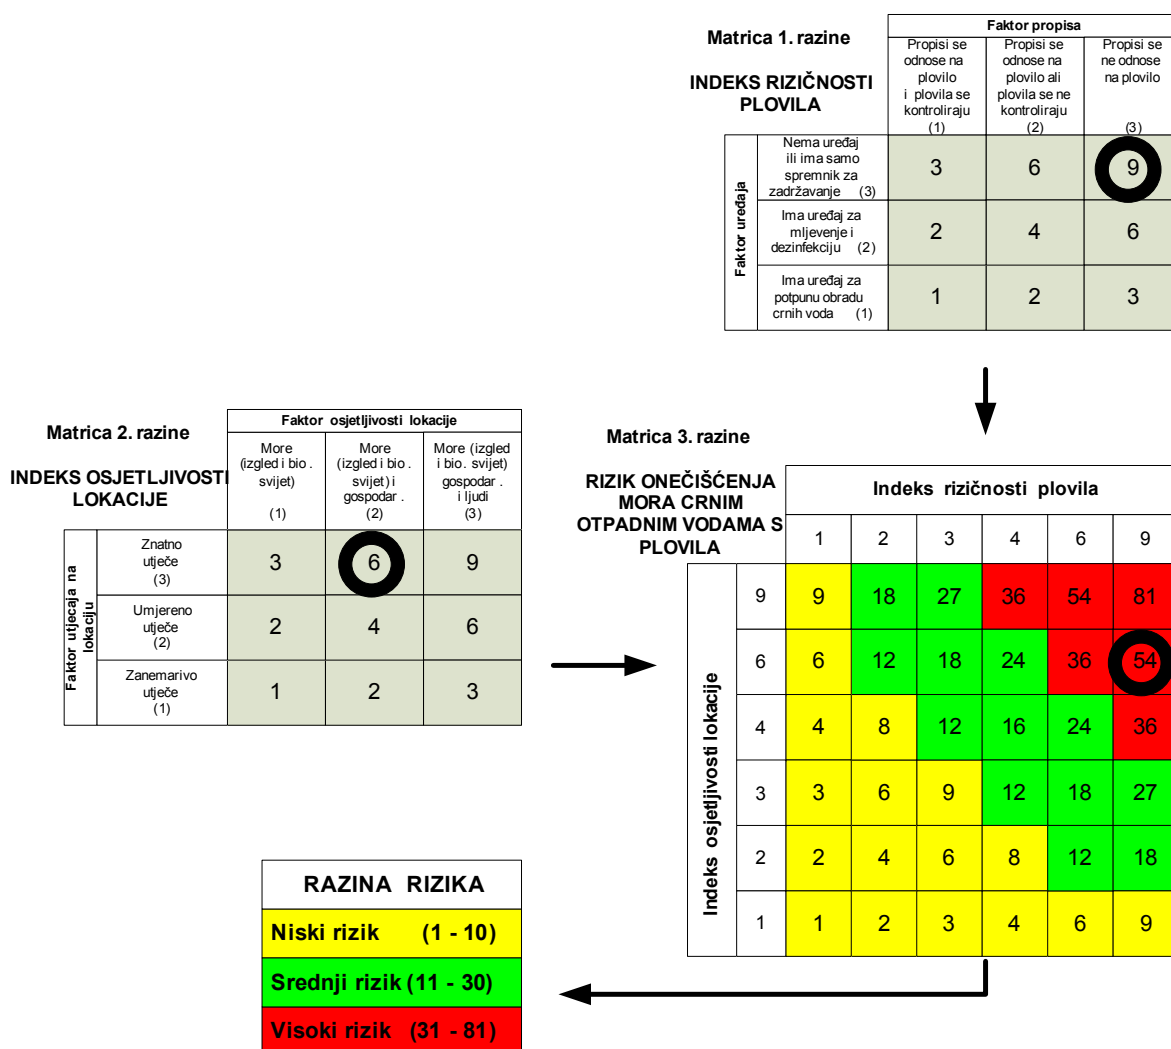 Matrica 1. razine
INDEKS RIZIČNOSTI
PLOVILA
Faktor propisa
Propisi se
odnose na
plovilo
i plovila se
kontroliraju
(1)
Propisi se
odnose na
plovilo ali
plovila se ne
kontroliraju
(2)
Propisi se
ne odnose
na plovilo
(3)
Faktor uređaja
Nema uređaj
ili ima samo
spremnik za
zadržavanje (3)
3 6 9
Ima uređaj za
mljevenje i
dezinfekciju (2)
2 4 6
Ima uređaj za
potpunu obradu
crnih voda (1)
1 2 3
Matrica 2. razine
INDEKS OSJETLJIVOSTI
LOKACIJE
Faktor osjetljivosti lokacije
More
(izgled i bio.
svijet)
(1)
More
(izgled i bio.
svijet) i
gospodar.
(2)
More (izgled
i bio. svijet)
gospodar.
i ljudi
(3)
Faktor utjecaja na
lokaciju
Znatno
utječe
(3)
3 6 9
Umjereno
utječe
(2)
2 4 6
Zanemarivo
utječe
(1)
1 2 3
Matrica 3. razine
RIZIK ONEČIŠĆENJA
MORA CRNIM
OTPADNIM VODAMA S
PLOVILA
Indeks rizičnosti plovila
1 2 3 4 6 9
Indeks osjetljivosti lokacije
9 9 18 27 36 54 81
6 6 12 18 24 36 54
4 4 8 12 16 24 36
3 3 6 9 12 18 27
2 2 4 6 8 12 18
1 1 2 3 4 6 9
RAZINA RIZIKA
Niski rizik (1 - 10)
Srednji rizik (11 - 30)
Visoki rizik (31 - 81)